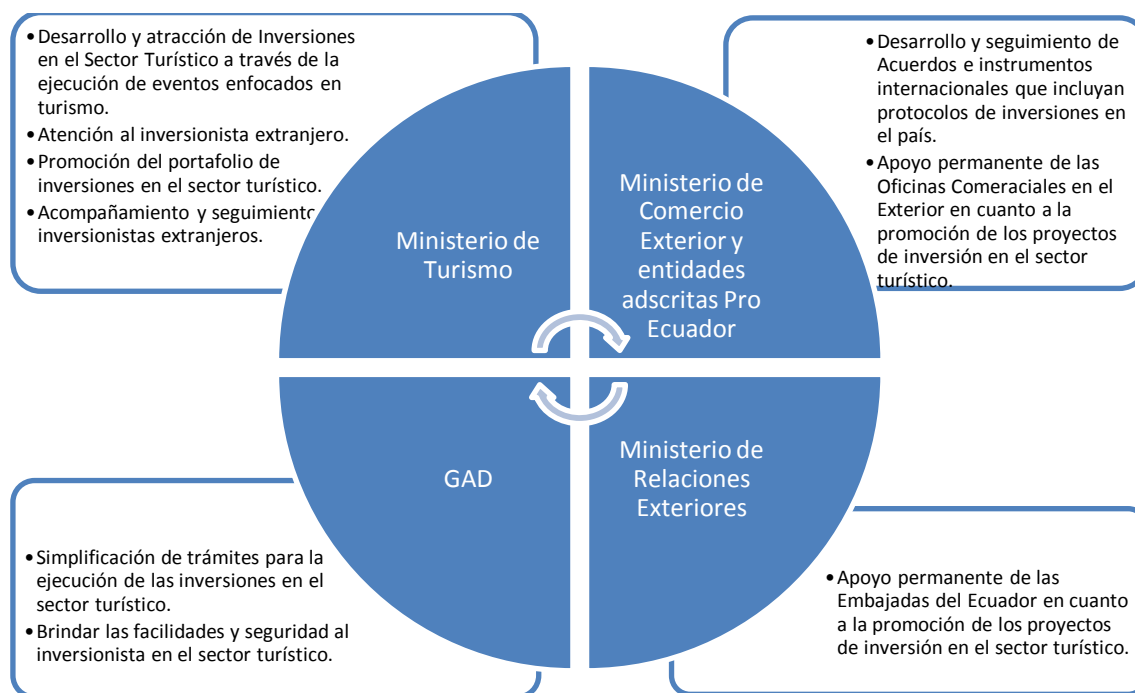 •Desarrollo y atracción de Inversiones
en el Sector Turístico a través de la
ejecución de eventos enfocados en
turismo.
•Atención al inversionista extranjero.
•Promoción del portafolio de
inversiones en el sector turístico.
•Acompañamiento y seguimiento
inversionistas extranjeros.
Ministerio de
Turismo
•Desarrollo y seguimiento de
Acuerdos e instrumentos
internacionales que incluyan
protocolos de inversiones en
el país.
•Apoyo permanente de las
Oficinas Comeraciales en el
Exterior en cuanto a la
promoción de los proyectos
de inversión en el sector
turístico.
Ministerio de
Comercio
Exterior y
entidades
adscritas Pro
Ecuador
GAD
•Simplificación de trámites para la
ejecución de las inversiones en el
sector turístico.
•Brindar las facilidades y seguridad al
inversionista en el sector turístico.
Ministerio de
Relaciones
Exteriores
•Apoyo permanente de las
Embajadas del Ecuador en cuanto
a la promoción de los proyectos
de inversión en el sector turístico.